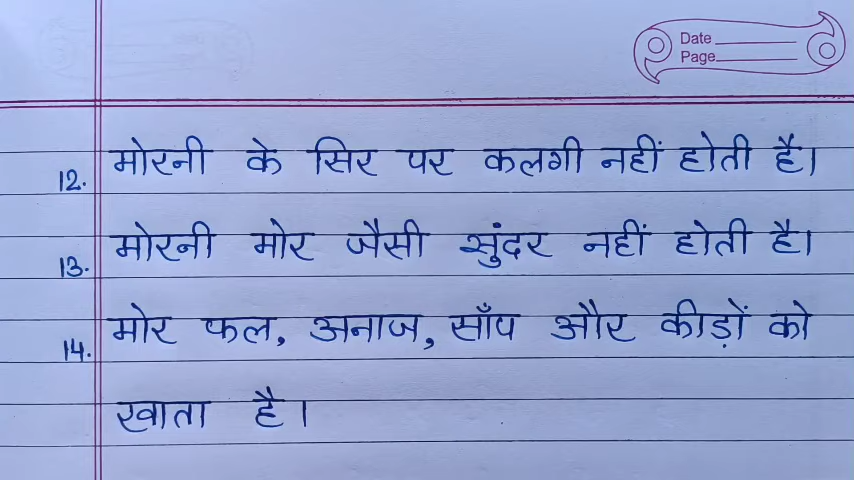 Date
Page
12. मोरनी के सिर पर कलगी नहीं होती है।
13. मोरनी मोर जैसी सुंदर नहीं होती है।
14. मोर फल, अनाज, साँप और कीड़ों को
खाता है।